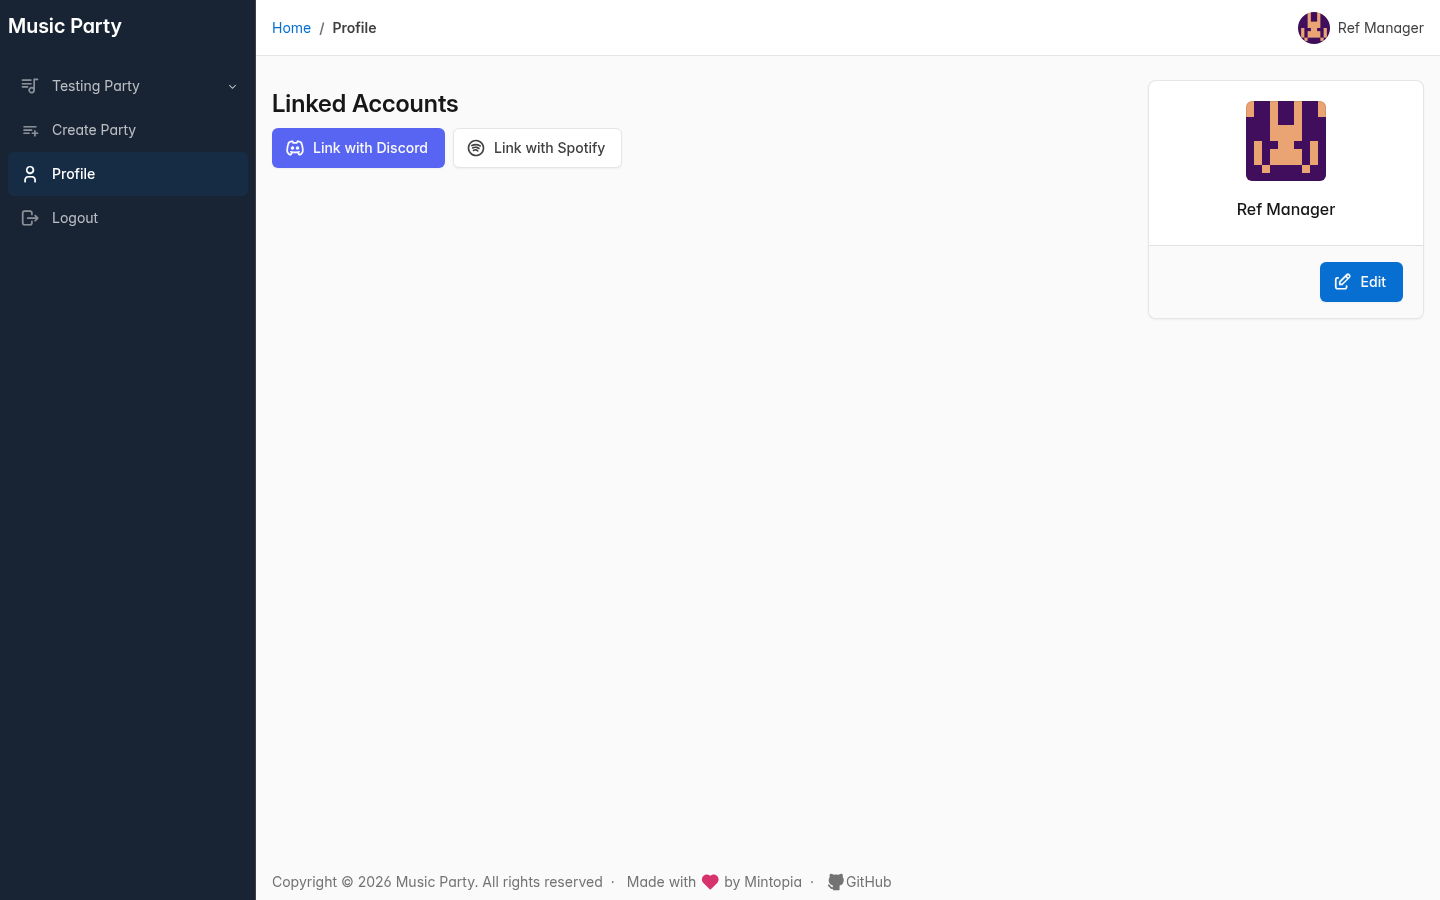 Music Party
Testing Party
Create Party
Profile
Logout
Home / Profile
Ref Manager
Linked Accounts
Link with Discord
Link with Spotify
Ref Manager
Edit
Copyright © 2026 Music Party. All rights reserved · Made with by Mintopia · GitHub